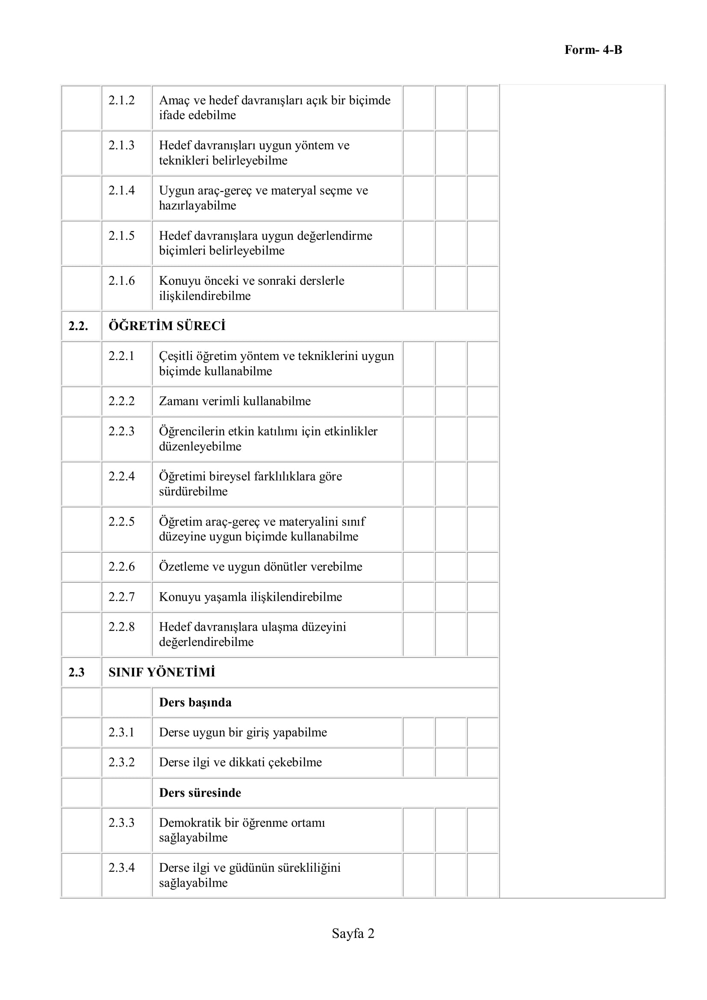 Form- 4-B
2.1.2 Amaç ve hedef davranışları açık bir biçimde
ifade edebilme
2.1.3 Hedef davranışları uygun yöntem ve
teknikleri belirleyebilme
2.1.4 Uygun araç-gereç ve materyal seçme ve
hazırlayabilme
2.1.5 Hedef davranışlara uygun değerlendirme
biçimleri belirleyebilme
2.1.6 Konuyu önceki ve sonraki derslerle
ilişkilendirebilme
2.2. ÖĞRETİM SÜRECİ
2.2.1 Çeşitli öğretim yöntem ve tekniklerini uygun
biçimde kullanabilme
2.2.2 Zamanı verimli kullanabilme
2.2.3 Öğrencilerin etkin katılımı için etkinlikler
düzenleyebilme
2.2.4 Öğretimi bireysel farklılıklara göre
sürdürebilme
2.2.5 Öğretim araç-gereç ve materyalini sınıf
düzeyine uygun biçimde kullanabilme
2.2.6 Özetleme ve uygun dönütler verebilme
2.2.7 Konuyu yaşamla ilişkilendirebilme
2.2.8 Hedef davranışlara ulaşma düzeyini
değerlendirebilme
2.3 SINIF YÖNETİMİ
Ders başında
2.3.1 Derse uygun bir giriş yapabilme
2.3.2 Derse ilgi ve dikkati çekebilme
Ders süresinde
2.3.3 Demokratik bir öğrenme ortamı
sağlayabilme
2.3.4 Derse ilgi ve güdünün sürekliliğini
sağlayabilme
Sayfa 2